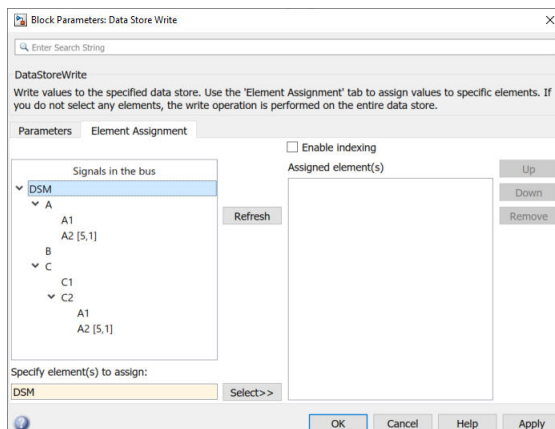 Block Parameters: Data Store Write
Enter Search String
DataStoreWrite
Write values to the specified data store. Use the 'Element Assignment' tab to assign values to specific elements. If
you do not select any elements, the write operation is performed on the entire data store.
Parameters Element Assignment
Enable indexing
Signals in the bus
DSM
A
A1
A2 [5,1]
B
C
C1
C2
A1
A2 [5,1]
Refresh
Assigned element(s)
Up
Down
Remove
Specify element(s) to assign:
DSM
Select>>
OK Cancel Help Apply